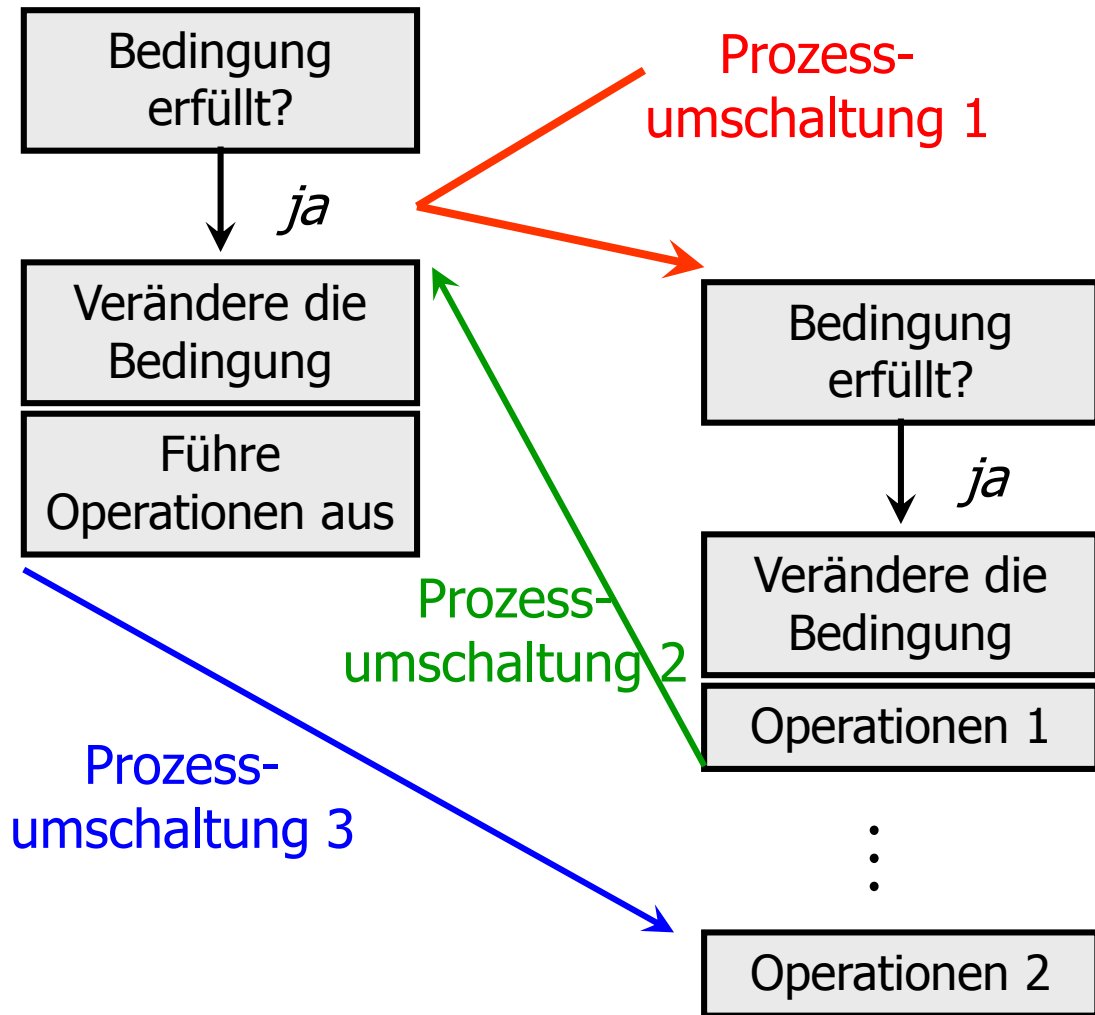 Bedingung
erfüllt?
Prozess-
umschaltung 1
ja
Verändere die
Bedingung
Führe
Operationen aus
Bedingung
erfüllt?
ja
Prozess-
umschaltung 2
Verändere die
Bedingung
Operationen 1
Prozess-
umschaltung 3
Operationen 2